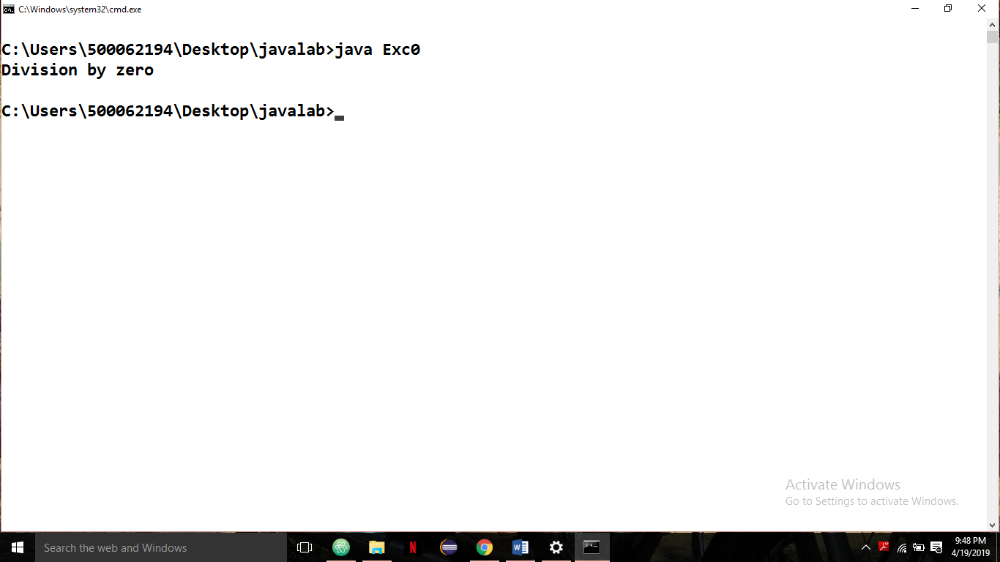 C:\Windows\system32\cmd.exe
C:\Users\500062194\Desktop\javalab>java Exc0
Division by zero
C:\Users\500062194\Desktop\javalab>
Activate Windows
Go to Settings to activate Windows.
Search the web and Windows
9:48 PM
4/19/2019